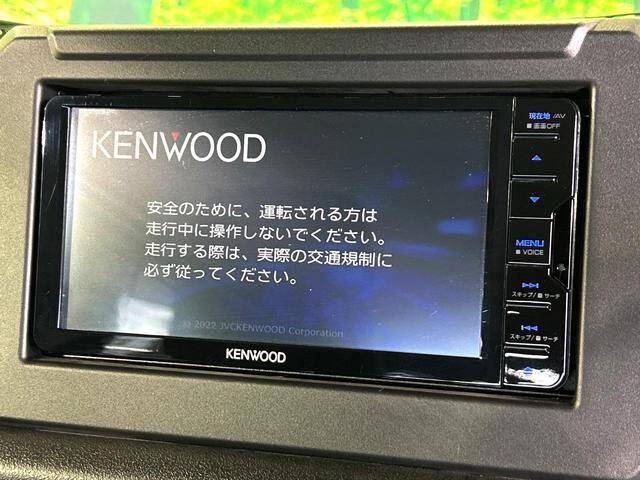 KENWOOD
安全のために、運転される方は
走行中に操作しないでください。
走行する際は、実際の交通規制に
必ず従ってください。
© 2022 JVCKENWOOD Corporation
KENWOOD
現在地 /AV
■ 画面OFF
MENU
■ VOICE
スキップ/■サーチ
スキップ/■サーチ